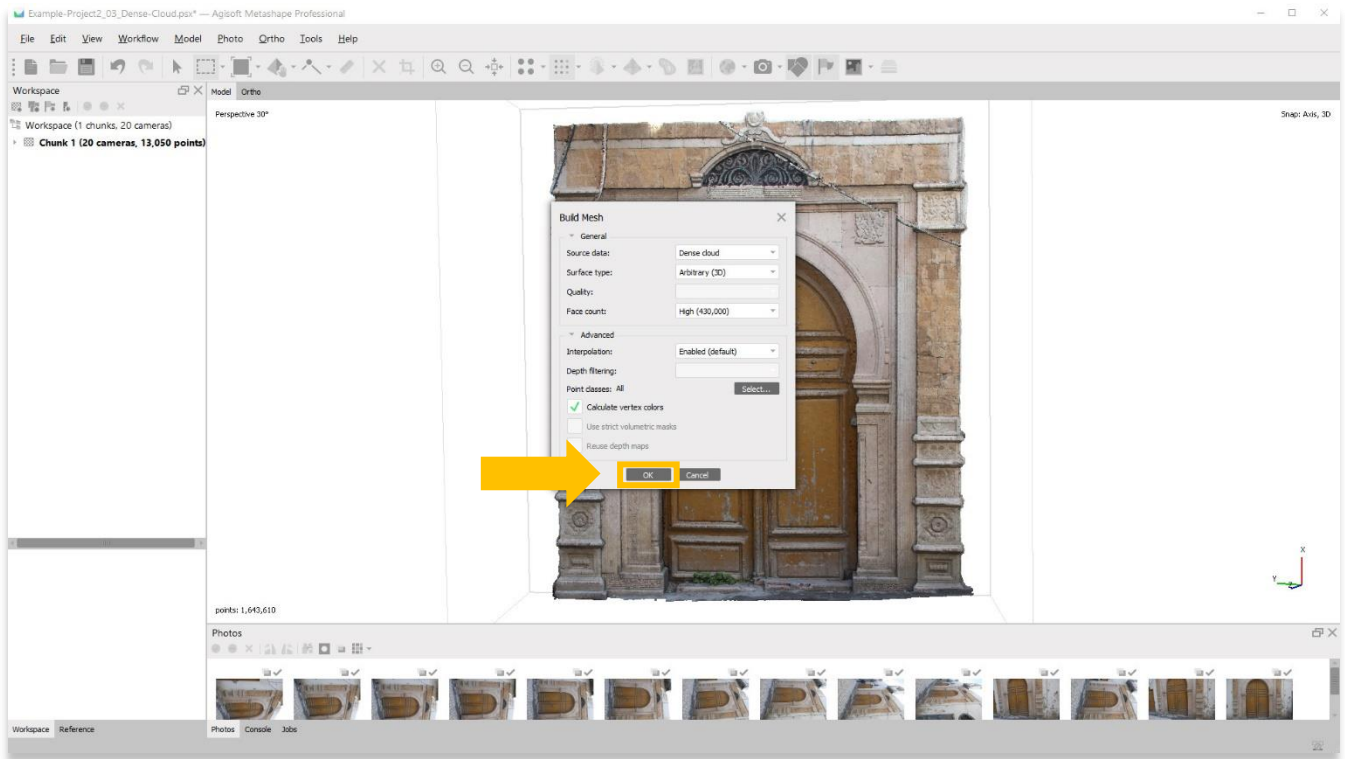 Example-Project2_03_Dense-Cloud.psx* — Agisoft Metashape Professional
File Edit View Workflow Model Photo Ortho Tools Help
Workspace
Model Ortho
Perspective 30°
Snap: Axis, 3D
Workspace (1 chunks, 20 cameras)
Chunk 1 (20 cameras, 13,050 points)
Build Mesh
General
Source data: Dense cloud
Surface type: Arbitrary (3D)
Quality:
Face count: High (430,000)
Advanced
Interpolation: Enabled (default)
Depth filtering:
Point classes: All Select...
Calculate vertex colors
Use strict volumetric masks
Reuse depth maps
OK Cancel
X
Y
Z
points: 1,643,610
Photos
Workspace Reference
Photos Console Jobs